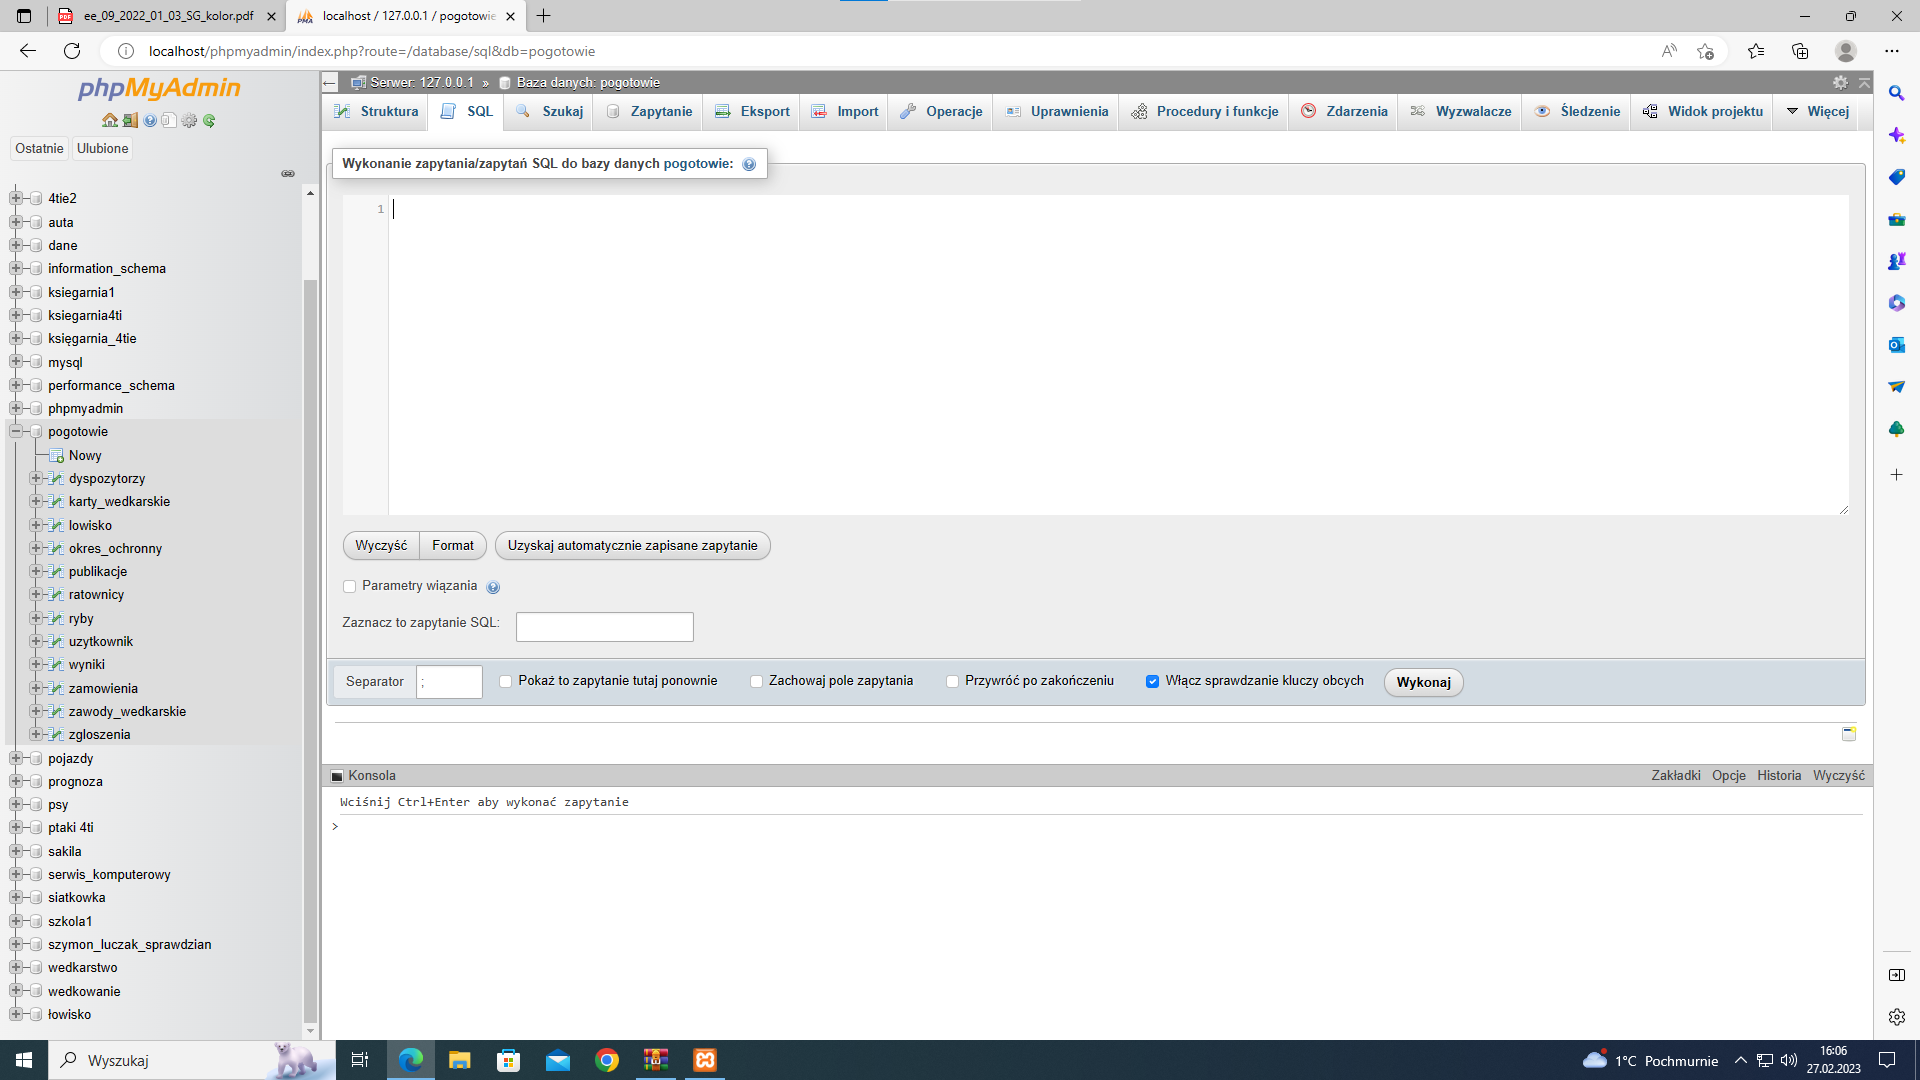 ee_09_2022_01_03_SG_kolor.pdf
localhost / 127.0.0.1 / pogotowie
localhost/phpmyadmin/index.php?route=/database/sql&db=pogotowie
phpMyAdmin
Ostatnie
Ulubione
4tie2
auta
dane
information_schema
ksiegarnia1
ksiegarnia4ti
księgarnia_4tie
mysql
performance_schema
phpmyadmin
pogotowie
Nowy
dyspozytorzy
karty_wedkarskie
lowisko
okres_ochronny
publikacje
ratownicy
ryby
uzytkownik
wyniki
zamowienia
zawody_wedkarskie
zgloszenia
pojazdy
prognoza
psy
ptaki 4ti
sakila
serwis_komputerowy
siatkowka
szkola1
szymon_luczak_sprawdzian
wedkarstwo
wedkowanie
łowisko
Serwer: 127.0.0.1 » Baza danych: pogotowie
Struktura
SQL
Szukaj
Zapytanie
Eksport
Import
Operacje
Uprawnienia
Procedury i funkcje
Zdarzenia
Wyzwalacze
Śledzenie
Widok projektu
Więcej
Wykonanie zapytania/zapytań SQL do bazy danych pogotowie:
1
Wyczyść
Format
Uzyskaj automatycznie zapisane zapytanie
Parametry wiązania
Zaznacz to zapytanie SQL:
Separator
;
Pokaż to zapytanie tutaj ponownie
Zachowaj pole zapytania
Przywróć po zakończeniu
Włącz sprawdzanie kluczy obcych
Wykonaj
Konsola
Zakładki
Opcje
Historia
Wyczyść
Wciśnij Ctrl+Enter aby wykonać zapytanie
>
Wyszukaj
1°C Pochmurnie
16:06
27.02.2023